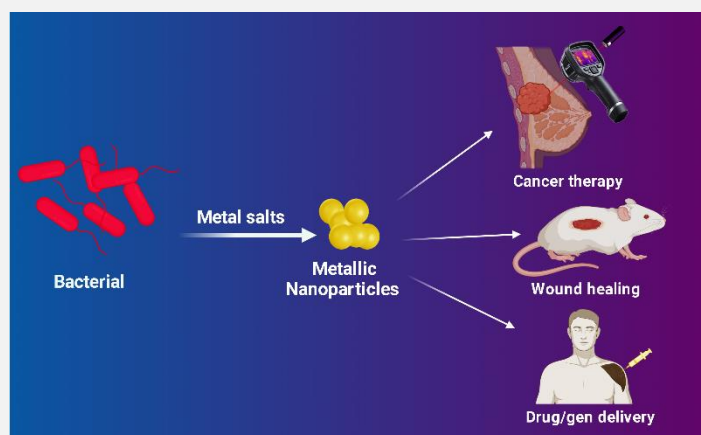 Bacterial
Metal salts
Metallic
Nanoparticles
Cancer therapy
Wound healing
Drug/gen delivery